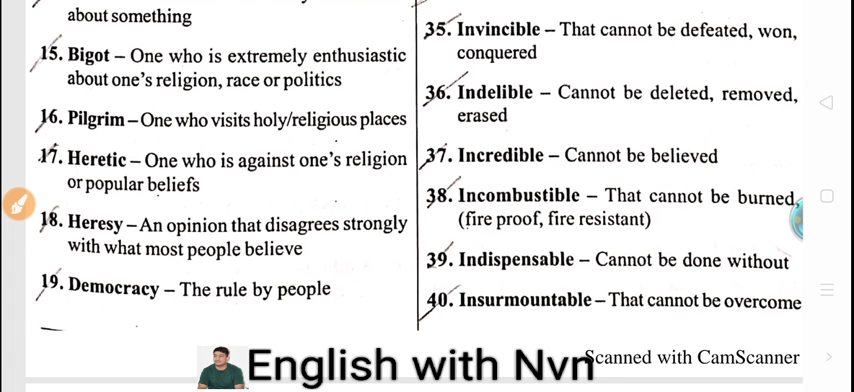 about something
15. Bigot – One who is extremely enthusiastic
about one's religion, race or politics
16. Pilgrim – One who visits holy/religious places
17. Heretic – One who is against one's religion
or popular beliefs
18. Heresy – An opinion that disagrees strongly
with what most people believe
19. Democracy – The rule by people
35. Invincible – That cannot be defeated, won,
conquered
36. Indelible – Cannot be deleted, removed,
erased
37. Incredible – Cannot be believed
38. Incombustible – That cannot be burned,
(fire proof, fire resistant)
39. Indispensable – Cannot be done without
40. Insurmountable – That cannot be overcome
English with Nvn
Scanned with CamScanner